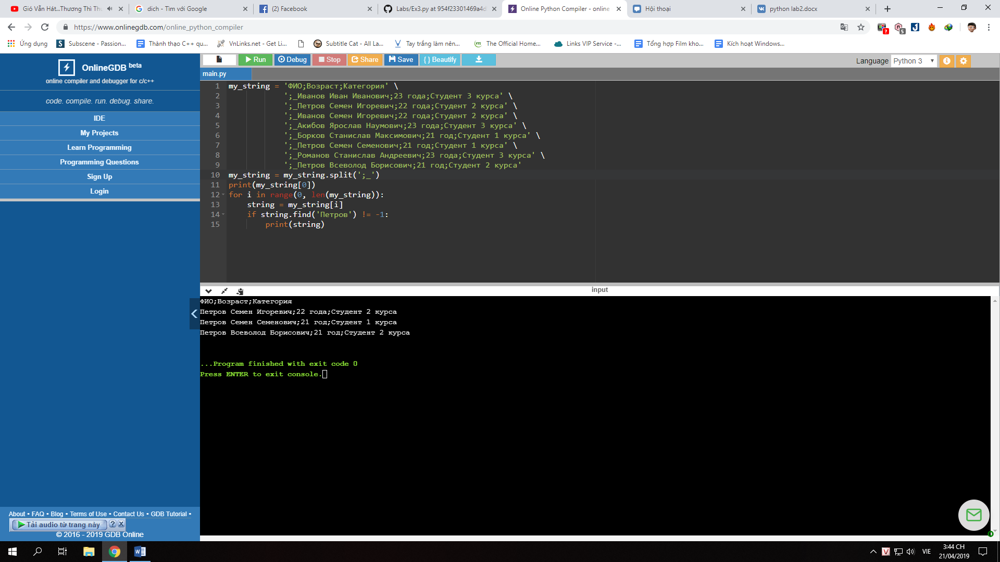 Gió Vẫn Hát...Thương Thì Thư
dich - Tìm với Google
(2) Facebook
Labs/Ex3.py at 954f23301469a4d
Online Python Compiler - online
Hội thoại
python lab2.docx
https://www.onlinegdb.com/online_python_compiler
Ứng dụng
Subscene - Passion...
Thành thạo C++ qu...
VnLinks.net - Get Li...
Subtitle Cat - All La...
Tay trắng làm nên...
The Official Home...
Links VIP Service -...
Tổng hợp Film kho...
Kích hoạt Windows...
OnlineGDB beta
online compiler and debugger for c/c++
code. compile. run. debug. share.
IDE
My Projects
Learn Programming
Programming Questions
Sign Up
Login
Run
Debug
Stop
Share
Save
{ } Beautify
Language Python 3
main.py
1 my_string = 'ФИО;Возраст;Категория' \
2 ';_Иванов Иван Иванович;23 года;Студент 3 курса' \
3 ';_Петров Семен Игоревич;22 года;Студент 2 курса' \
4 ';_Иванов Семен Игоревич;22 года;Студент 2 курса' \
5 ';_Акибов Ярослав Наумович;23 года;Студент 3 курса' \
6 ';_Борков Станислав Максимович;21 год;Студент 1 курса' \
7 ';_Петров Семен Семенович;21 год;Студент 1 курса' \
8 ';_Романов Станислав Андреевич;23 года;Студент 3 курса' \
9 ';_Петров Всеволод Борисович;21 год;Студент 2 курса'
10 my_string = my_string.split(';_')
11 print(my_string[0])
12 for i in range(0, len(my_string)):
13 string = my_string[i]
14 if string.find('Петров') != -1:
15 print(string)
input
ФИО;Возраст;Категория
Петров Семен Игоревич;22 года;Студент 2 курса
Петров Семен Семенович;21 год;Студент 1 курса
Петров Всеволод Борисович;21 год;Студент 2 курса
...Program finished with exit code 0
Press ENTER to exit console.
About • FAQ • Blog • Terms of Use • Contact Us • GDB Tutorial •
Tải audio từ trang này
© 2016 - 2019 GDB Online
VIE
3:44 CH
21/04/2019